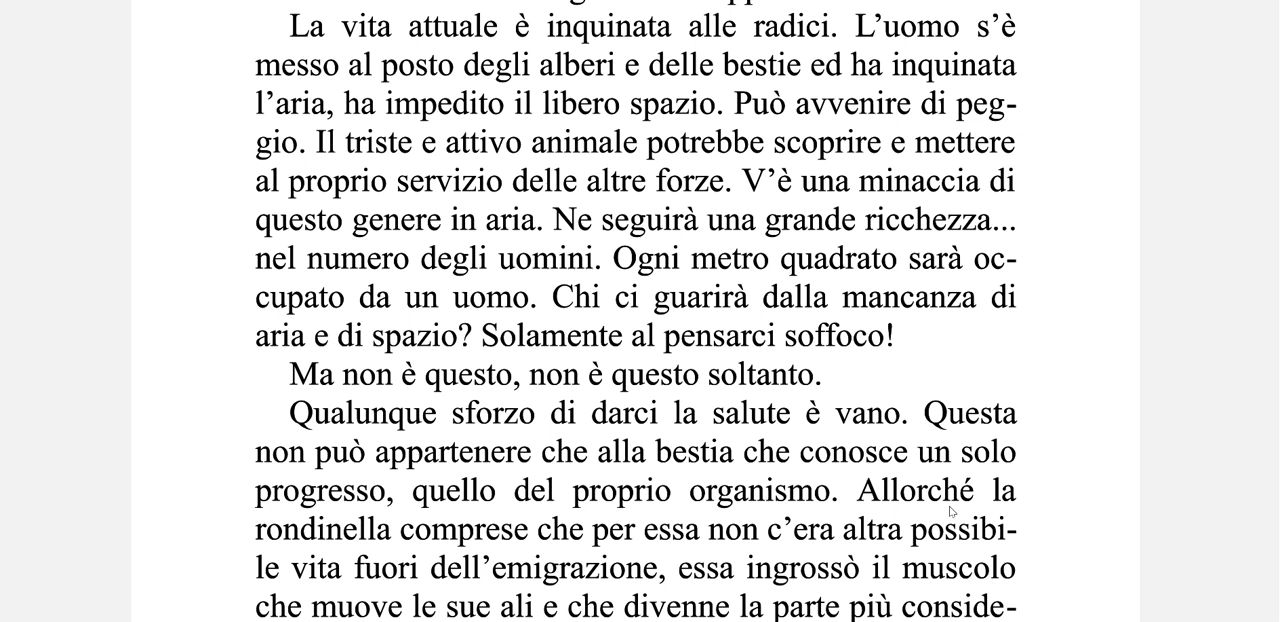 La vita attuale è inquinata alle radici. L’uomo s’è
messo al posto degli alberi e delle bestie ed ha inquinata
l’aria, ha impedito il libero spazio. Può avvenire di peg-
gio. Il triste e attivo animale potrebbe scoprire e mettere
al proprio servizio delle altre forze. V’è una minaccia di
questo genere in aria. Ne seguirà una grande ricchezza...
nel numero degli uomini. Ogni metro quadrato sarà oc-
cupato da un uomo. Chi ci guarirà dalla mancanza di
aria e di spazio? Solamente al pensarci soffoco!
Ma non è questo, non è questo soltanto.
Qualunque sforzo di darci la salute è vano. Questa
non può appartenere che alla bestia che conosce un solo
progresso, quello del proprio organismo. Allorché la
rondinella comprese che per essa non c’era altra possibi-
le vita fuori dell’emigrazione, essa ingrossò il muscolo
che muove le sue ali e che divenne la parte più conside-